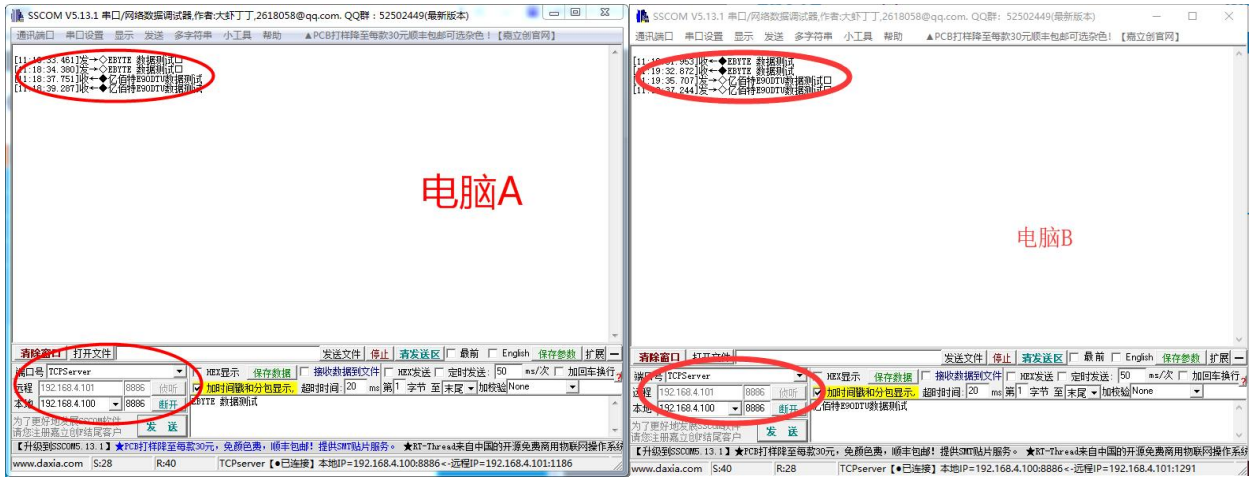 SSCOM V5.13.1 串口/网络数据调试器,作者:大虾丁丁,2618058@qq.com. QQ群: 52502449(最新版本)
通讯端口 串口设置 显示 发送 多字符串 小工具 帮助 ▲PCB打样降至每款30元顺丰包邮可选杂色!【嘉立创官网】
[11:18:33.461]发→◇EBYTE 数据测试□
[11:18:34.380]发→◇EBYTE 数据测试□
[11:18:37.751]收←◆亿佰特E90DTU数据测试
[11:18:39.287]收←◆亿佰特E90DTU数据测试
电脑A
清除窗口 打开文件 发送文件 停止 清发送区 最前 English 保存参数 扩展 —
端口号 TCPServer HEX显示 保存数据 接收数据到文件 HEX发送 定时发送: 50 ms/次 加回车换行
远程 192.168.4.101 8886 侦听 加时间戳和分包显示. 超时时间: 20 ms 第1 字节 至 末尾 加校验 None
本地 192.168.4.100 8886 断开 EBYTE 数据测试
为了更好地发展SSCOM软件
请您注册嘉立创F结尾客户 发 送
【升级到SSCOM5.13.1】★PCB打样降至每款30元,免颜色费,顺丰包邮!提供SMT贴片服务。 ★RT-Thread来自中国的开源免费商用物联网操作系统
www.daxia.com S:28 R:40 TCPserver【●已连接】本地IP=192.168.4.100:8886<-远程IP=192.168.4.101:1186
SSCOM V5.13.1 串口/网络数据调试器,作者:大虾丁丁,2618058@qq.com. QQ群: 52502449(最新版本)
通讯端口 串口设置 显示 发送 多字符串 小工具 帮助 ▲PCB打样降至每款30元顺丰包邮可选杂色!【嘉立创官网】
.953]收←◆EBYTE 数据测试
[11:19:32.872]收←◆EBYTE 数据测试
[11:19:35.707]发→◇亿佰特E90DTU数据测试□
[11:19:37.244]发→◇亿佰特E90DTU数据测试□
电脑B
清除窗口 打开文件 发送文件 停止 清发送区 最前 English 保存参数 扩展 —
端口号 TCPServer HEX显示 保存数据 接收数据到文件 HEX发送 定时发送: 50 ms/次 加回车换行
远程 192.168.4.101 8886 侦听 加时间戳和分包显示. 超时时间: 20 ms 第1 字节 至 末尾 加校验 None
本地 192.168.4.100 8886 断开 亿佰特E90DTU数据测试
为了更好地发展SSCOM软件
请您注册嘉立创F结尾客户 发 送
【升级到SSCOM5.13.1】★PCB打样降至每款30元,免颜色费,顺丰包邮!提供SMT贴片服务。 ★RT-Thread来自中国的开源免费商用物联网操作系
www.daxia.com S:40 R:28 TCPServer【●已连接】本地IP=192.168.4.100:8886<-远程IP=192.168.4.101:1291